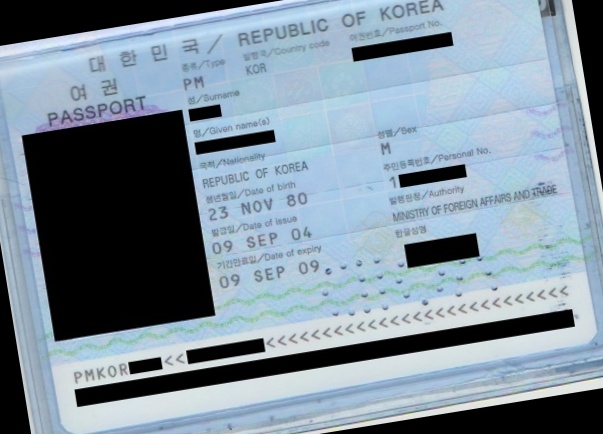 대한민국 / REPUBLIC OF KOREA
여권
PASSPORT
종류/Type 발행국/Country code 여권번호/Passport No.
PM KOR
성/Surname
명/Given name(s)
국적/Nationality 성별/Sex
REPUBLIC OF KOREA M
생년월일/Date of birth 주민등록번호/Personal No.
23 NOV 80 1
발급일/Date of issue 발행관청/Authority
09 SEP 04 MINISTRY OF FOREIGN AFFAIRS AND TRADE
기간만료일/Date of expiry 한글성명
09 SEP 09
PMKOR <<<<<<<<<<<<<<<<<<<<<<<<<<<<<